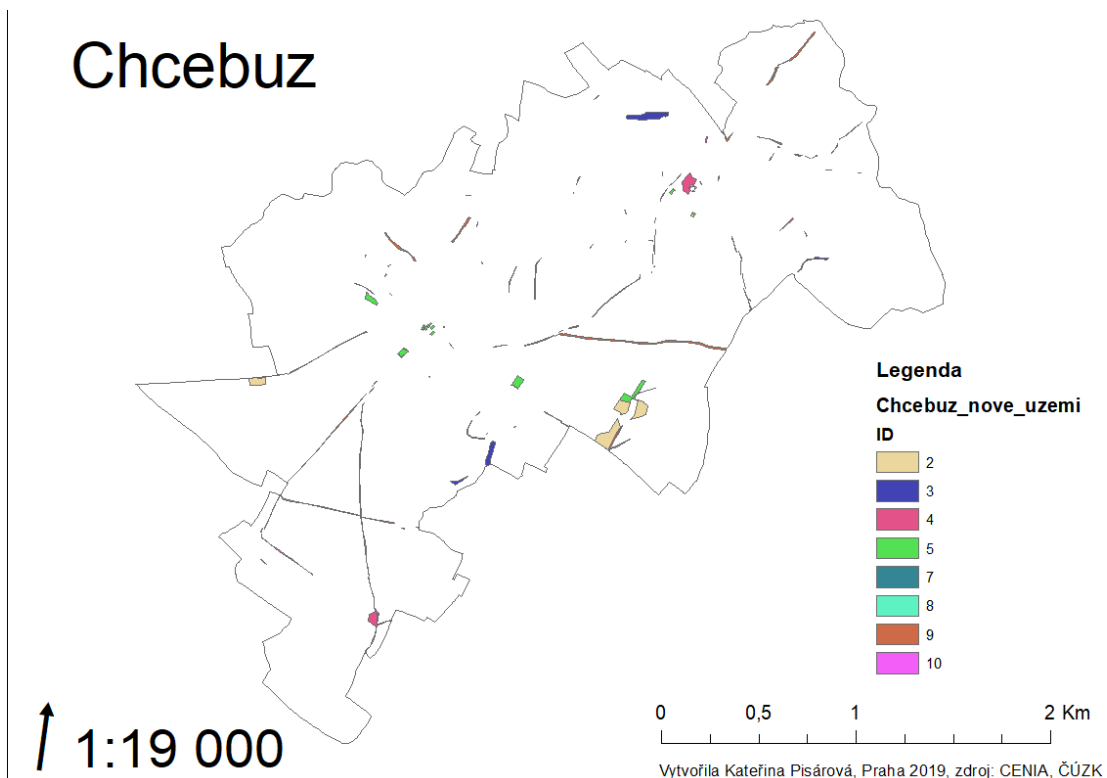 Chcebuz
Legenda
Chcebuz_nove_uzemi
ID
2
3
4
5
7
8
9
10
0 0,5 1 2 Km
1:19 000
Vytvořila Kateřina Pisárová, Praha 2019, zdroj: CENIA, ČÚZK